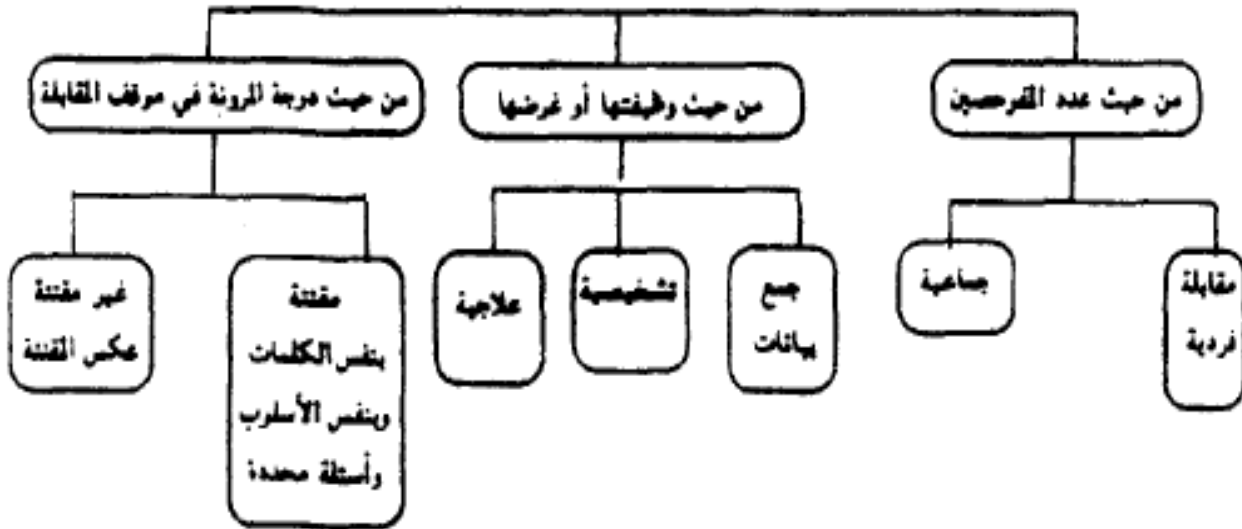 من حيث عدد المفرحصين
من حيث وظيفتها أو غرضها
من حيث درجة المرونة في موقف المقابلة
مقابلة
فردية
جماعية
جمع
بيانات
تشخيصية
علاجية
مقننة
بنفس الكلمات
وبنفس الأسلوب
وأسئلة محددة
غير مقننة
عكس المقننة